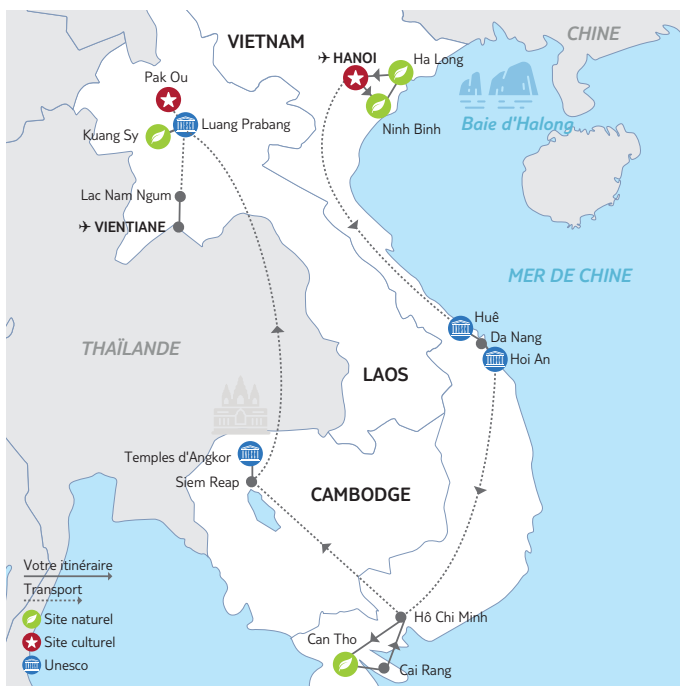 CHINE
VIETNAM
HANOI
Ha Long
Pak Ou
Luang Prabang
Kuang Sy
Ninh Binh
Baie d'Halong
Lac Nam Ngum
VIENTIANE
MER DE CHINE
Huê
Da Nang
Hoi An
THAÏLANDE
LAOS
Temples d'Angkor
Siem Reap
CAMBODGE
Votre itinéraire
Transport
Site naturel
Site culturel
Unesco
Hô Chi Minh
Can Tho
Cai Rang